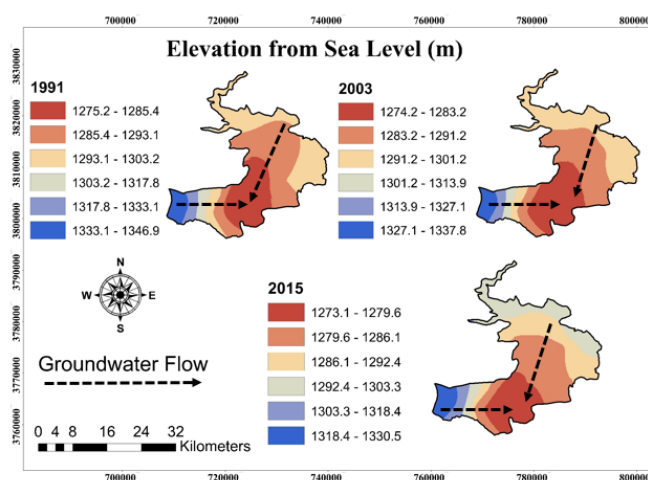 700000 720000 740000 760000 780000 800000
Elevation from Sea Level (m)
1991
1275.2 - 1285.4
1285.4 - 1293.1
1293.1 - 1303.2
1303.2 - 1317.8
1317.8 - 1333.1
1333.1 - 1346.9
2003
1274.2 - 1283.2
1283.2 - 1291.2
1291.2 - 1301.2
1301.2 - 1313.9
1313.9 - 1327.1
1327.1 - 1337.8
2015
1273.1 - 1279.6
1279.6 - 1286.1
1286.1 - 1292.4
1292.4 - 1303.3
1303.3 - 1318.4
1318.4 - 1330.5
N
W E
S
Groundwater Flow
0 4 8 16 24 32
Kilometers
3830000
3820000
3810000
3800000
3790000
3780000
3770000
3760000
700000 720000 740000 760000 780000 800000